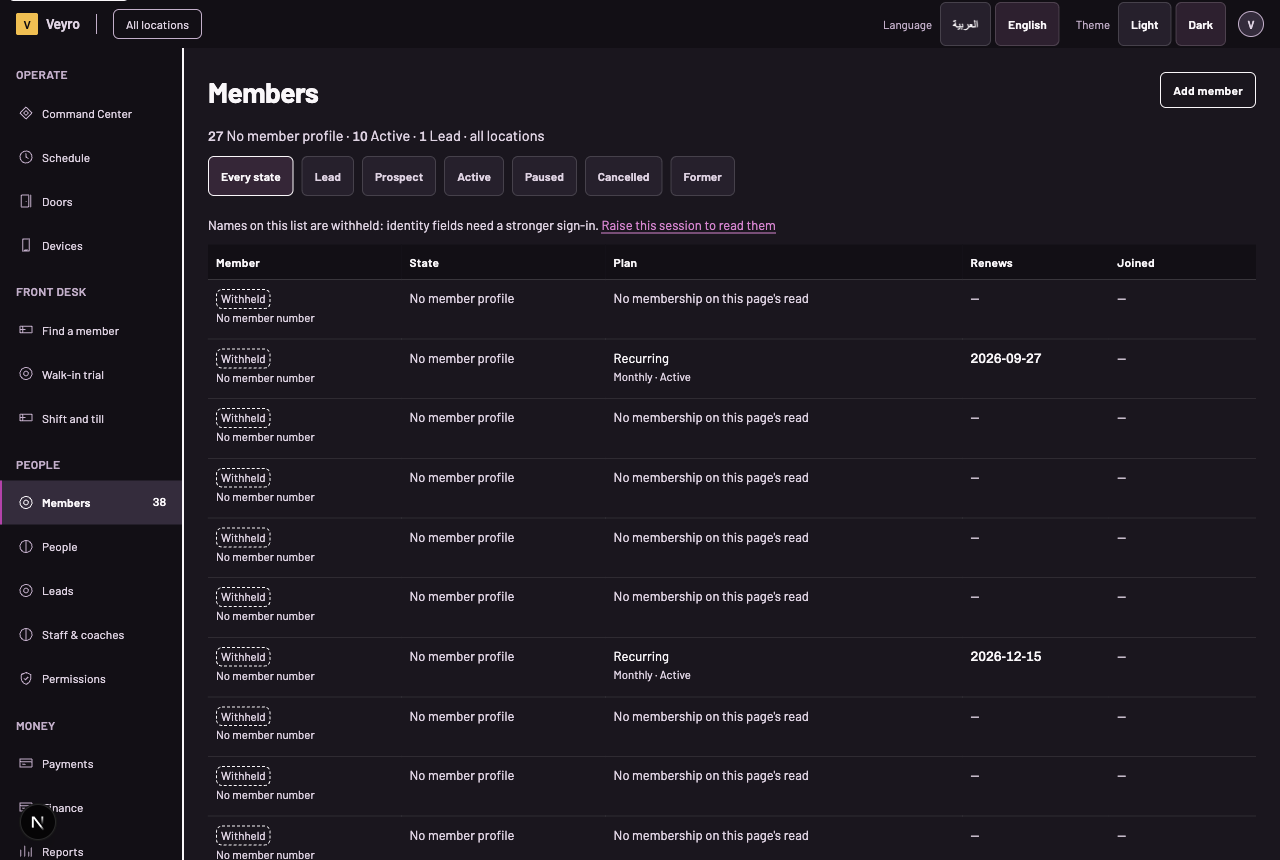 V Veyro All locations Language العربية English Theme Light Dark V
OPERATE
Command Center
Schedule
Doors
Devices
FRONT DESK
Find a member
Walk-in trial
Shift and till
PEOPLE
Members 38
People
Leads
Staff & coaches
Permissions
MONEY
Payments
Finance
N
Reports
Members
Add member
27 No member profile · 10 Active · 1 Lead · all locations
Every state Lead Prospect Active Paused Cancelled Former
Names on this list are withheld: identity fields need a stronger sign-in. Raise this session to read them
Member State Plan Renews Joined
Withheld No member profile No membership on this page's read — —
No member number
Withheld No member profile Recurring 2026-09-27 —
No member number Monthly · Active
Withheld No member profile No membership on this page's read — —
No member number
Withheld No member profile No membership on this page's read — —
No member number
Withheld No member profile No membership on this page's read — —
No member number
Withheld No member profile No membership on this page's read — —
No member number
Withheld No member profile Recurring 2026-12-15 —
No member number Monthly · Active
Withheld No member profile No membership on this page's read — —
No member number
Withheld No member profile No membership on this page's read — —
No member number
Withheld No member profile No membership on this page's read — —
No member number